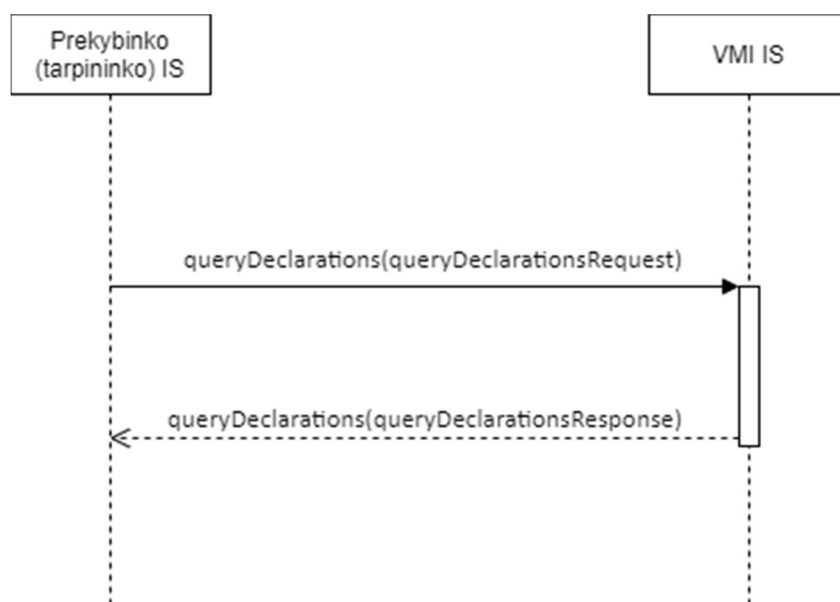 Prekybinko
(tarpininko) IS
VMI IS
queryDeclarations(queryDeclarationsRequest)
queryDeclarations(queryDeclarationsResponse)